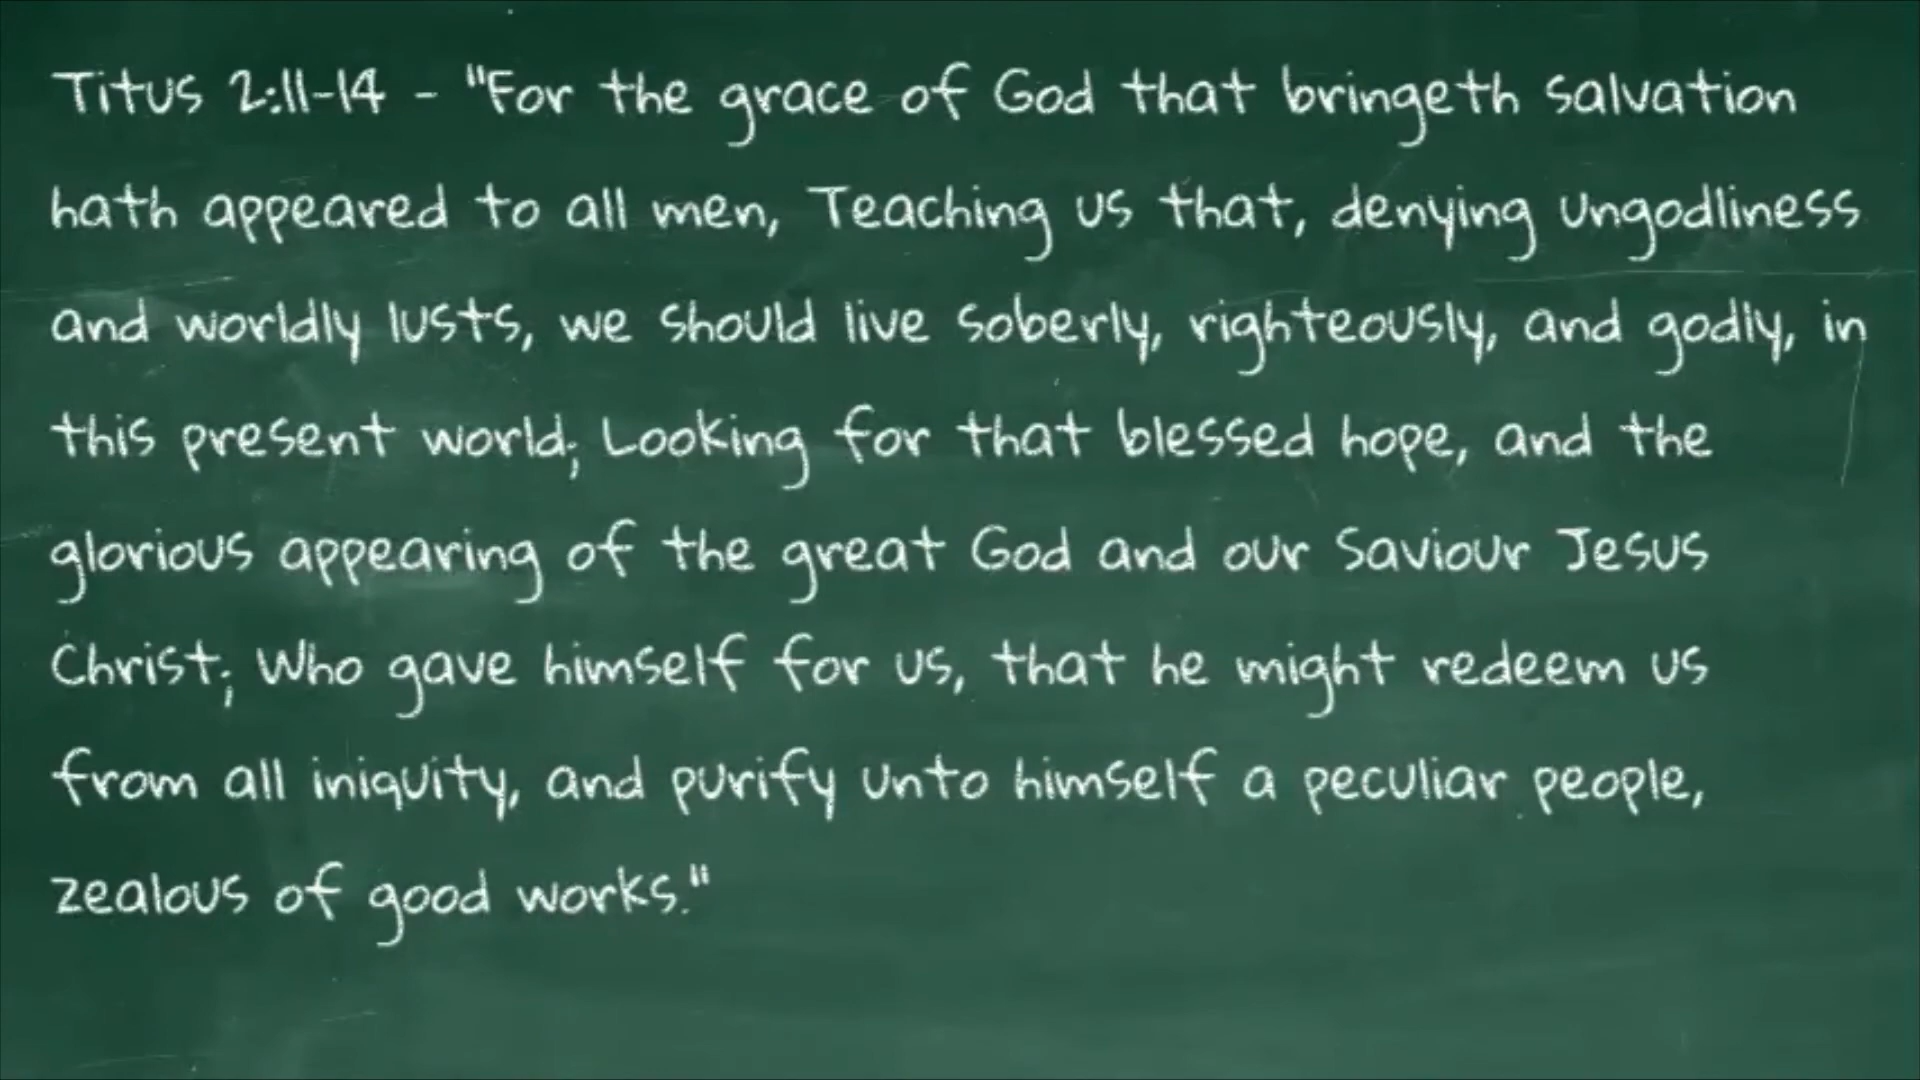 Titus 2:11-14 - "For the grace of God that bringeth salvation
hath appeared to all men, Teaching us that, denying ungodliness
and worldly lusts, we should live soberly, righteously, and godly, in
this present world; Looking for that blessed hope, and the
glorious appearing of the great God and our Saviour Jesus
Christ; Who gave himself for us, that he might redeem us
from all iniquity, and purify unto himself a peculiar people,
zealous of good works."